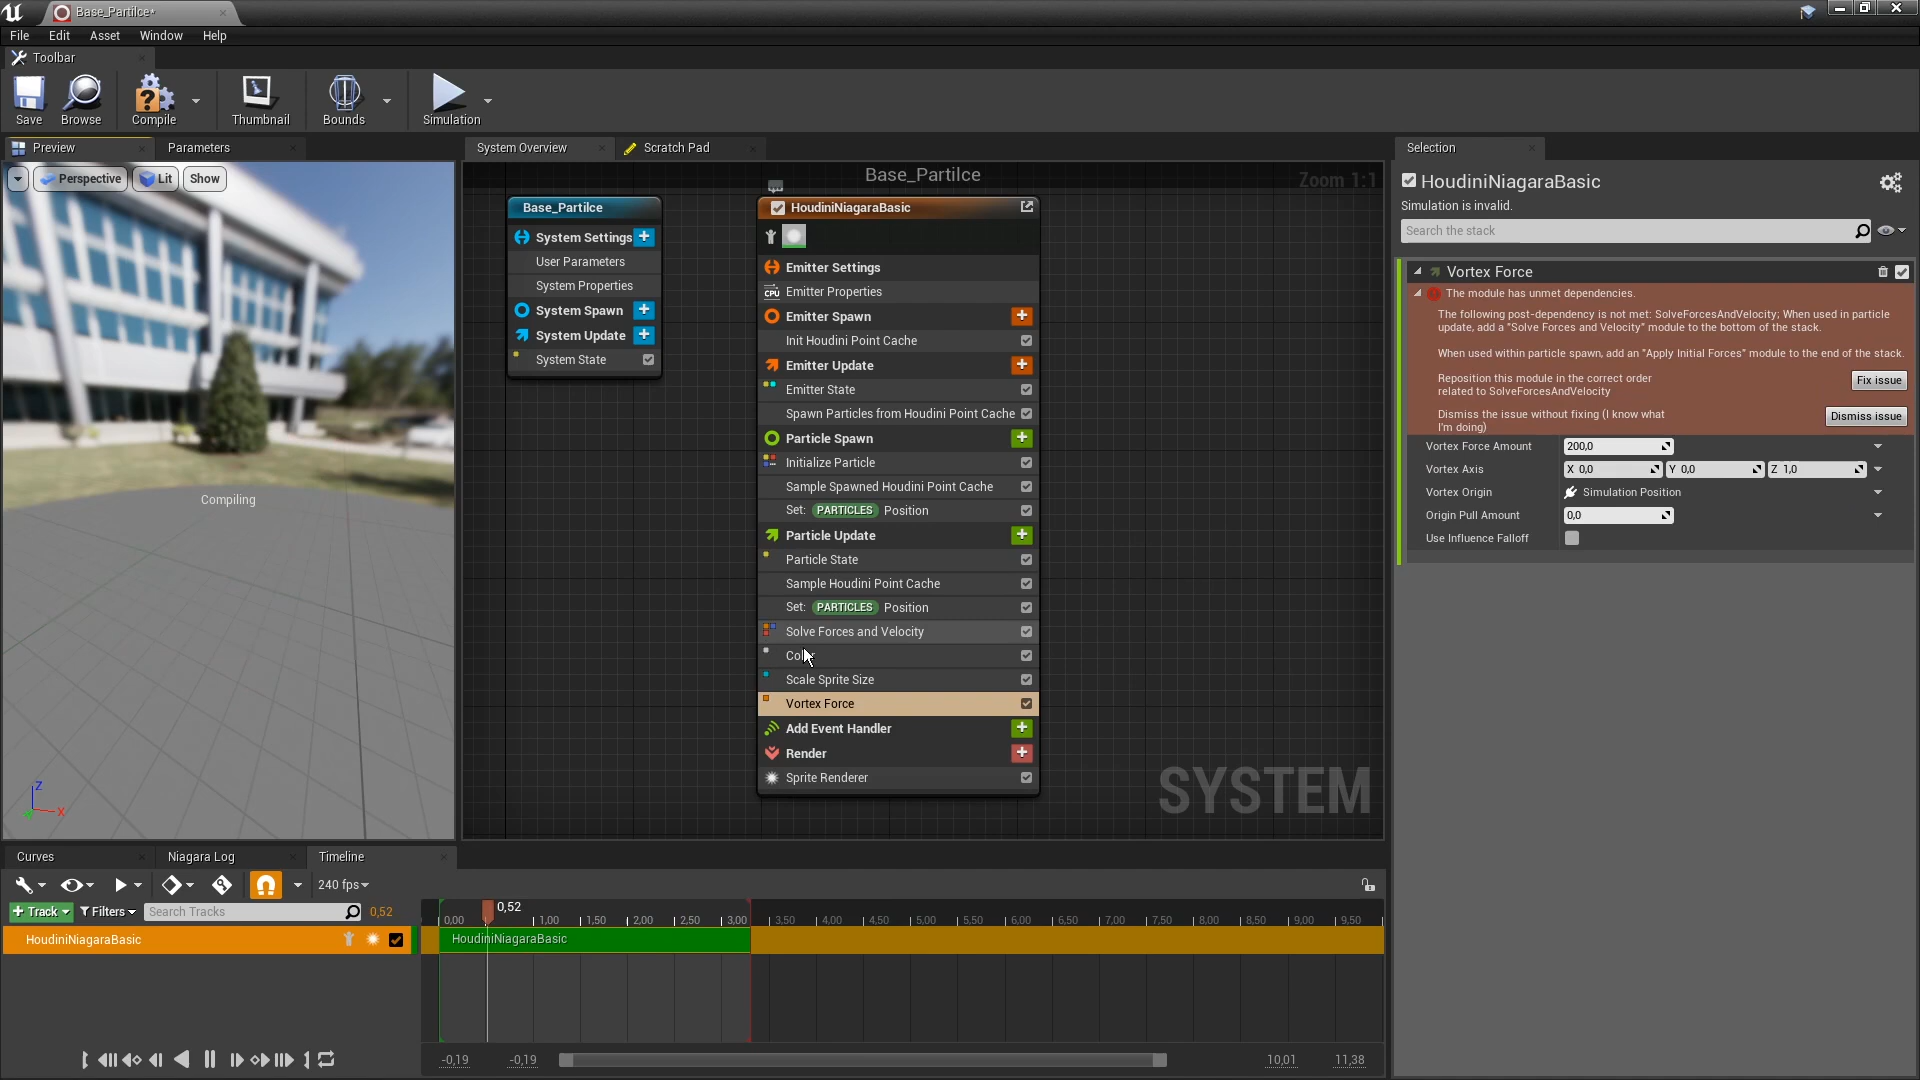 Base_PartiIce*
File Edit Asset Window Help
Toolbar
Save Browse Compile Thumbnail Bounds Simulation
Preview Parameters
Perspective Lit Show
Compiling
Z
X
System Overview Scratch Pad
Base_PartiIce
Zoom 1:1
Base_PartiIce
System Settings
User Parameters
System Properties
System Spawn
System Update
System State
HoudiniNiagaraBasic
Emitter Settings
CPU Emitter Properties
Emitter Spawn
Init Houdini Point Cache
Emitter Update
Emitter State
Spawn Particles from Houdini Point Cache
Particle Spawn
Initialize Particle
Sample Spawned Houdini Point Cache
Set: PARTICLES Position
Particle Update
Particle State
Sample Houdini Point Cache
Set: PARTICLES Position
Solve Forces and Velocity
Scale Sprite Size
Vortex Force
Add Event Handler
Render
Sprite Renderer
SYSTEM
Selection
HoudiniNiagaraBasic
Simulation is invalid.
Search the stack
Vortex Force
The module has unmet dependencies.
The following post-dependency is not met: SolveForcesAndVelocity; When used in particle
update, add a "Solve Forces and Velocity" module to the bottom of the stack.
When used within particle spawn, add an "Apply Initial Forces" module to the end of the stack.
Reposition this module in the correct order
related to SolveForcesAndVelocity
Fix issue
Dismiss the issue without fixing (I know what
I'm doing)
Dismiss issue
Vortex Force Amount 200,0
Vortex Axis X 0,0 Y 0,0 Z 1,0
Vortex Origin Simulation Position
Origin Pull Amount 0,0
Use Influence Falloff
Curves Niagara Log Timeline
240 fps
+ Track Filters Search Tracks 0,52
0,52
0,00 1,00 1,50 2,00 2,50 3,00 3,50 4,00 4,50 5,00 5,50 6,00 6,50 7,00 7,50 8,00 8,50 9,00 9,50
HoudiniNiagaraBasic
HoudiniNiagaraBasic
-0,19 -0,19 10,01 11,38